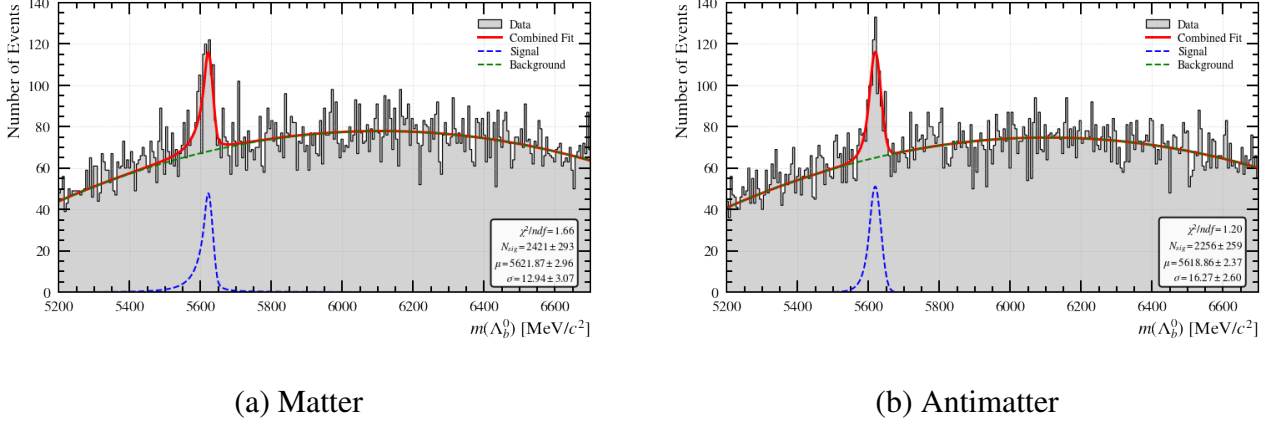 Number of Events
140
120
100
80
60
40
20
0
Data
Combined Fit
Signal
Background
χ²/ndf = 1.66
N_sig = 2421 ± 293
μ = 5621.87 ± 2.96
σ = 12.94 ± 3.07
5200 5400 5600 5800 6000 6200 6400 6600
m(Λ_b^0) [MeV/c²]
(a) Matter
Number of Events
140
120
100
80
60
40
20
0
Data
Combined Fit
Signal
Background
χ²/ndf = 1.20
N_sig = 2256 ± 259
μ = 5618.86 ± 2.37
σ = 16.27 ± 2.60
5200 5400 5600 5800 6000 6200 6400 6600
m(Λ_b^0) [MeV/c²]
(b) Antimatter